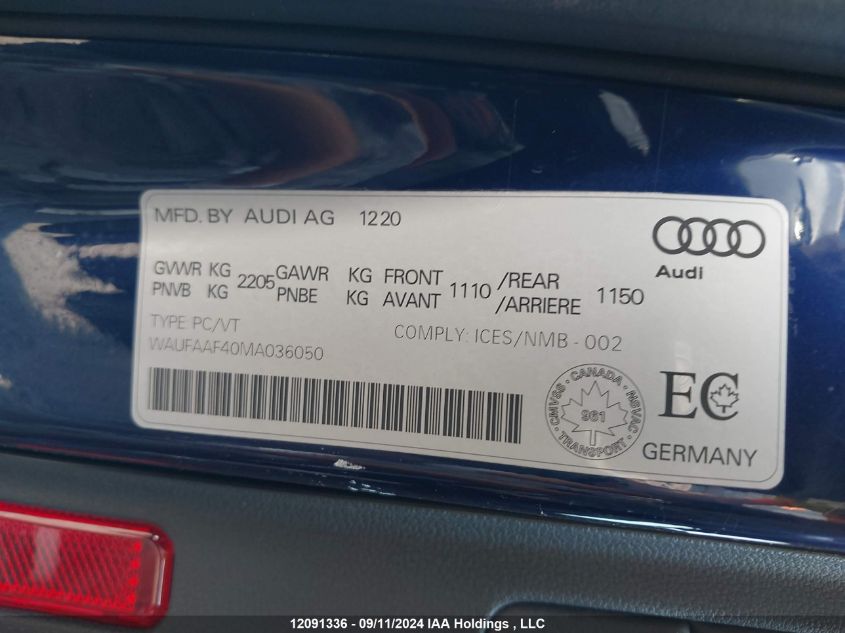 MFD. BY AUDI AG 1220
Audi
GVWR KG 2205 GAWR KG FRONT 1110 /REAR 1150
PNVB KG PNBE KG AVANT /ARRIERE
TYPE: PC/VT COMPLY: ICES/NMB - 002
WAUFAAF40MA036050
CMVSS · CANADA · NSVAC · TRANSPORT ·
961
EC
GERMANY
12091336 - 09/11/2024 IAA Holdings , LLC